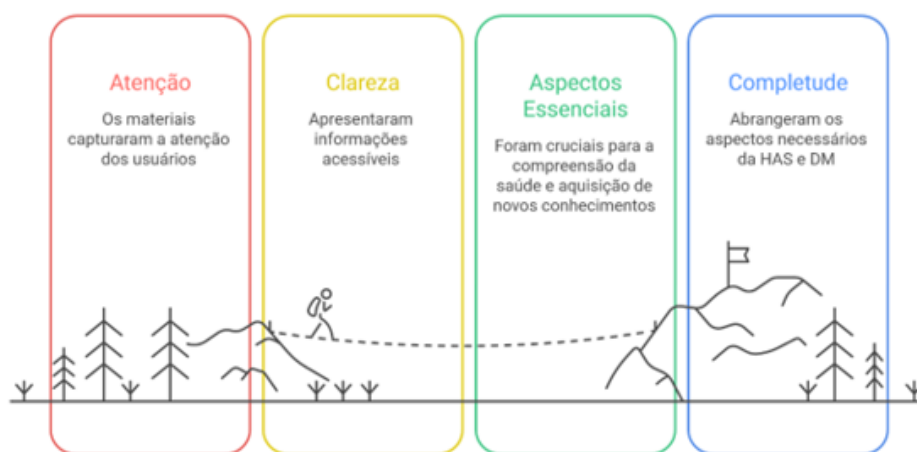 Atenção
Os materiais
capturaram a atenção
dos usuários
Clareza
Apresentaram
informações
acessíveis
Aspectos
Essenciais
Foram cruciais para a
compreensão da
saúde e aquisição de
novos conhecimentos
Completude
Abrangeram os
aspectos necessários
da HAS e DM